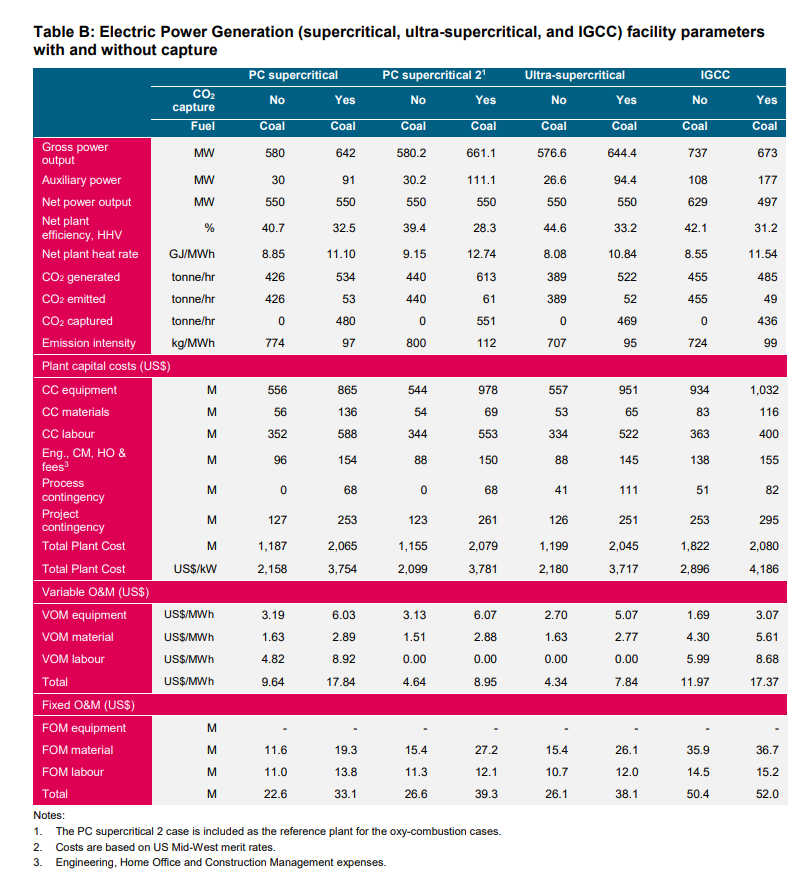 Table B: Electric Power Generation (supercritical, ultra-supercritical, and IGCC) facility parameters
with and without capture
PC supercritical PC supercritical 2¹ Ultra-supercritical IGCC
CO₂ capture No Yes No Yes No Yes No Yes
Fuel Coal Coal Coal Coal Coal Coal Coal Coal
Gross power output MW 580 642 580.2 661.1 576.6 644.4 737 673
Auxiliary power MW 30 91 30.2 111.1 26.6 94.4 108 177
Net power output MW 550 550 550 550 550 550 629 497
Net plant efficiency, HHV % 40.7 32.5 39.4 28.3 44.6 33.2 42.1 31.2
Net plant heat rate GJ/MWh 8.85 11.10 9.15 12.74 8.08 10.84 8.55 11.54
CO₂ generated tonne/hr 426 534 440 613 389 522 455 485
CO₂ emitted tonne/hr 426 53 440 61 389 52 455 49
CO₂ captured tonne/hr 0 480 0 551 0 469 0 436
Emission intensity kg/MWh 774 97 800 112 707 95 724 99
Plant capital costs (US$)
CC equipment M 556 865 544 978 557 951 934 1,032
CC materials M 56 136 54 69 53 65 83 116
CC labour M 352 588 344 553 334 522 363 400
Eng., CM, HO & fees³ M 96 154 88 150 88 145 138 155
Process contingency M 0 68 0 68 41 111 51 82
Project contingency M 127 253 123 261 126 251 253 295
Total Plant Cost M 1,187 2,065 1,155 2,079 1,199 2,045 1,822 2,080
Total Plant Cost US$/kW 2,158 3,754 2,099 3,781 2,180 3,717 2,896 4,186
Variable O&M (US$)
VOM equipment US$/MWh 3.19 6.03 3.13 6.07 2.70 5.07 1.69 3.07
VOM material US$/MWh 1.63 2.89 1.51 2.88 1.63 2.77 4.30 5.61
VOM labour US$/MWh 4.82 8.92 0.00 0.00 0.00 0.00 5.99 8.68
Total US$/MWh 9.64 17.84 4.64 8.95 4.34 7.84 11.97 17.37
Fixed O&M (US$)
FOM equipment M - - - - - - - -
FOM material M 11.6 19.3 15.4 27.2 15.4 26.1 35.9 36.7
FOM labour M 11.0 13.8 11.3 12.1 10.7 12.0 14.5 15.2
Total M 22.6 33.1 26.6 39.3 26.1 38.1 50.4 52.0
Notes:
1. The PC supercritical 2 case is included as the reference plant for the oxy-combustion cases.
2. Costs are based on US Mid-West merit rates.
3. Engineering, Home Office and Construction Management expenses.